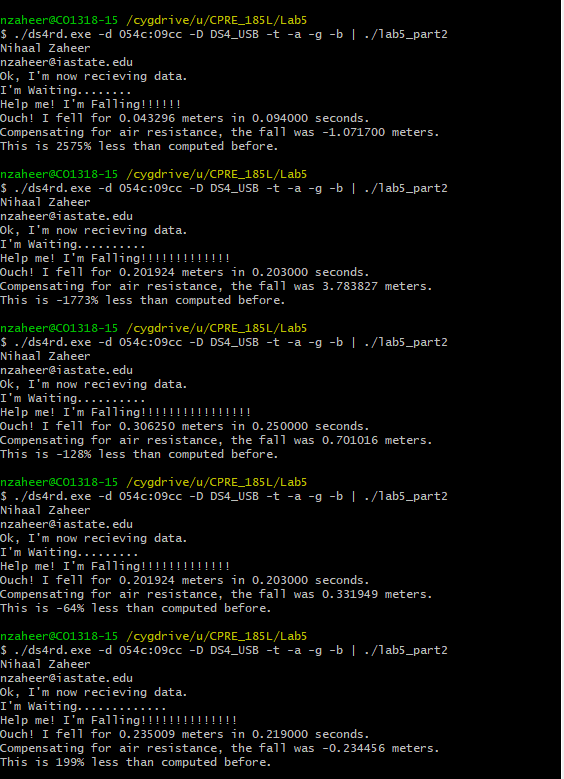 nzaheer@CO1318-15 /cygdrive/u/CPRE_185L/Lab5
$ ./ds4rd.exe -d 054c:09cc -D DS4_USB -t -a -g -b | ./lab5_part2
Nihaal Zaheer
nzaheer@iastate.edu
Ok, I'm now recieving data.
I'm Waiting........
Help me! I'm Falling!!!!!!
Ouch! I fell for 0.043296 meters in 0.094000 seconds.
Compensating for air resistance, the fall was -1.071700 meters.
This is 2575% less than computed before.
nzaheer@CO1318-15 /cygdrive/u/CPRE_185L/Lab5
$ ./ds4rd.exe -d 054c:09cc -D DS4_USB -t -a -g -b | ./lab5_part2
Nihaal Zaheer
nzaheer@iastate.edu
Ok, I'm now recieving data.
I'm Waiting..........
Help me! I'm Falling!!!!!!!!!!!!!
Ouch! I fell for 0.201924 meters in 0.203000 seconds.
Compensating for air resistance, the fall was 3.783827 meters.
This is -1773% less than computed before.
nzaheer@CO1318-15 /cygdrive/u/CPRE_185L/Lab5
$ ./ds4rd.exe -d 054c:09cc -D DS4_USB -t -a -g -b | ./lab5_part2
Nihaal Zaheer
nzaheer@iastate.edu
Ok, I'm now recieving data.
I'm Waiting..........
Help me! I'm Falling!!!!!!!!!!!!!!!!
Ouch! I fell for 0.306250 meters in 0.250000 seconds.
Compensating for air resistance, the fall was 0.701016 meters.
This is -128% less than computed before.
nzaheer@CO1318-15 /cygdrive/u/CPRE_185L/Lab5
$ ./ds4rd.exe -d 054c:09cc -D DS4_USB -t -a -g -b | ./lab5_part2
Nihaal Zaheer
nzaheer@iastate.edu
Ok, I'm now recieving data.
I'm Waiting.........
Help me! I'm Falling!!!!!!!!!!!!!
Ouch! I fell for 0.201924 meters in 0.203000 seconds.
Compensating for air resistance, the fall was 0.331949 meters.
This is -64% less than computed before.
nzaheer@CO1318-15 /cygdrive/u/CPRE_185L/Lab5
$ ./ds4rd.exe -d 054c:09cc -D DS4_USB -t -a -g -b | ./lab5_part2
Nihaal Zaheer
nzaheer@iastate.edu
Ok, I'm now recieving data.
I'm Waiting.............
Help me! I'm Falling!!!!!!!!!!!!!!
Ouch! I fell for 0.235009 meters in 0.219000 seconds.
Compensating for air resistance, the fall was -0.234456 meters.
This is 199% less than computed before.